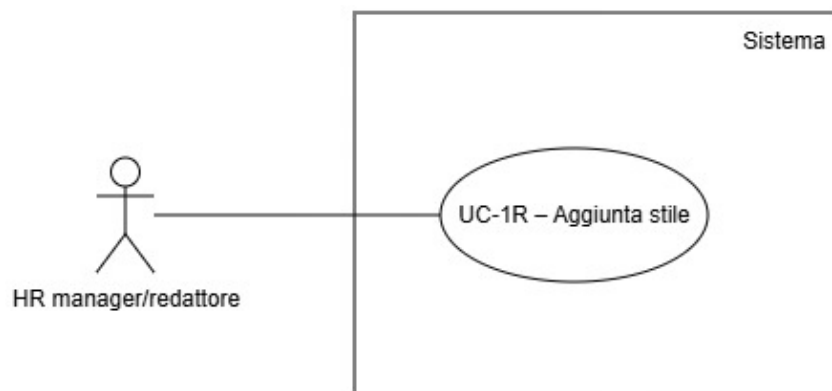 Sistema
UC-1R – Aggiunta stile
HR manager/redattore